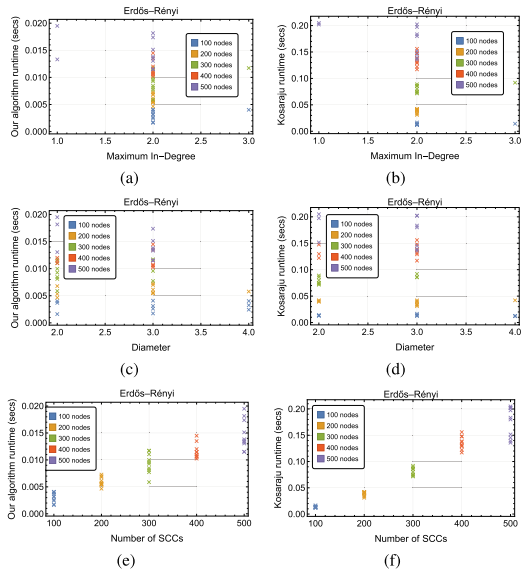 Erdős–Rényi
Our algorithm runtime (secs)
0.020
0.015
0.010
0.005
0.000
1.0 1.5 2.0 2.5 3.0
Maximum In–Degree
100 nodes
200 nodes
300 nodes
400 nodes
500 nodes
(a)
Erdős–Rényi
Kosaraju runtime (secs)
0.20
0.15
0.10
0.05
0.00
1.0 1.5 2.0 2.5 3.0
Maximum In–Degree
100 nodes
200 nodes
300 nodes
400 nodes
500 nodes
(b)
Erdős–Rényi
Our algorithm runtime (secs)
0.020
0.015
0.010
0.005
0.000
2.0 2.5 3.0 3.5 4.0
Diameter
100 nodes
200 nodes
300 nodes
400 nodes
500 nodes
(c)
Erdős–Rényi
Kosaraju runtime (secs)
0.20
0.15
0.10
0.05
0.00
2.0 2.5 3.0 3.5 4.0
Diameter
100 nodes
200 nodes
300 nodes
400 nodes
500 nodes
(d)
Erdős–Rényi
Our algorithm runtime (secs)
0.020
0.015
0.010
0.005
0.000
100 200 300 400 500
Number of SCCs
100 nodes
200 nodes
300 nodes
400 nodes
500 nodes
(e)
Erdős–Rényi
Kosaraju runtime (secs)
0.20
0.15
0.10
0.05
0.00
100 200 300 400 500
Number of SCCs
100 nodes
200 nodes
300 nodes
400 nodes
500 nodes
(f)